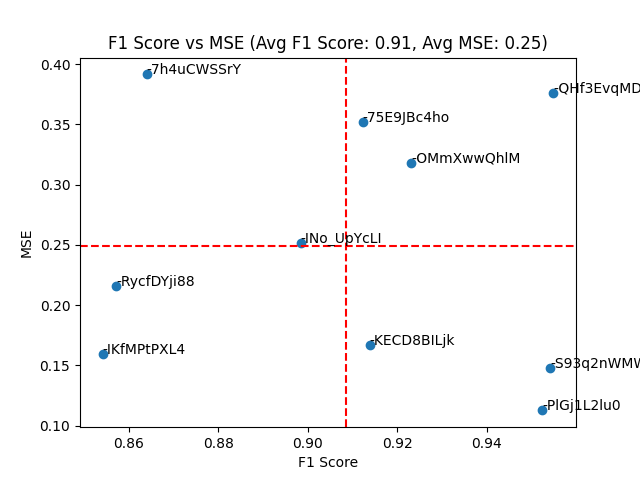 F1 Score vs MSE (Avg F1 Score: 0.91, Avg MSE: 0.25)
0.40
-7h4uCWSSrY
-QHf3EvqMD
0.35
-75E9JBc4ho
-OMmXwwQhlM
0.30
MSE
0.25
-INo_UpYcLI
-RycfDYji88
0.20
-KECD8BILjk
-IKfMPtPXL4
0.15
-S93q2nWMW
-PlGj1L2lu0
0.10
0.86 0.88 0.90 0.92 0.94
F1 Score